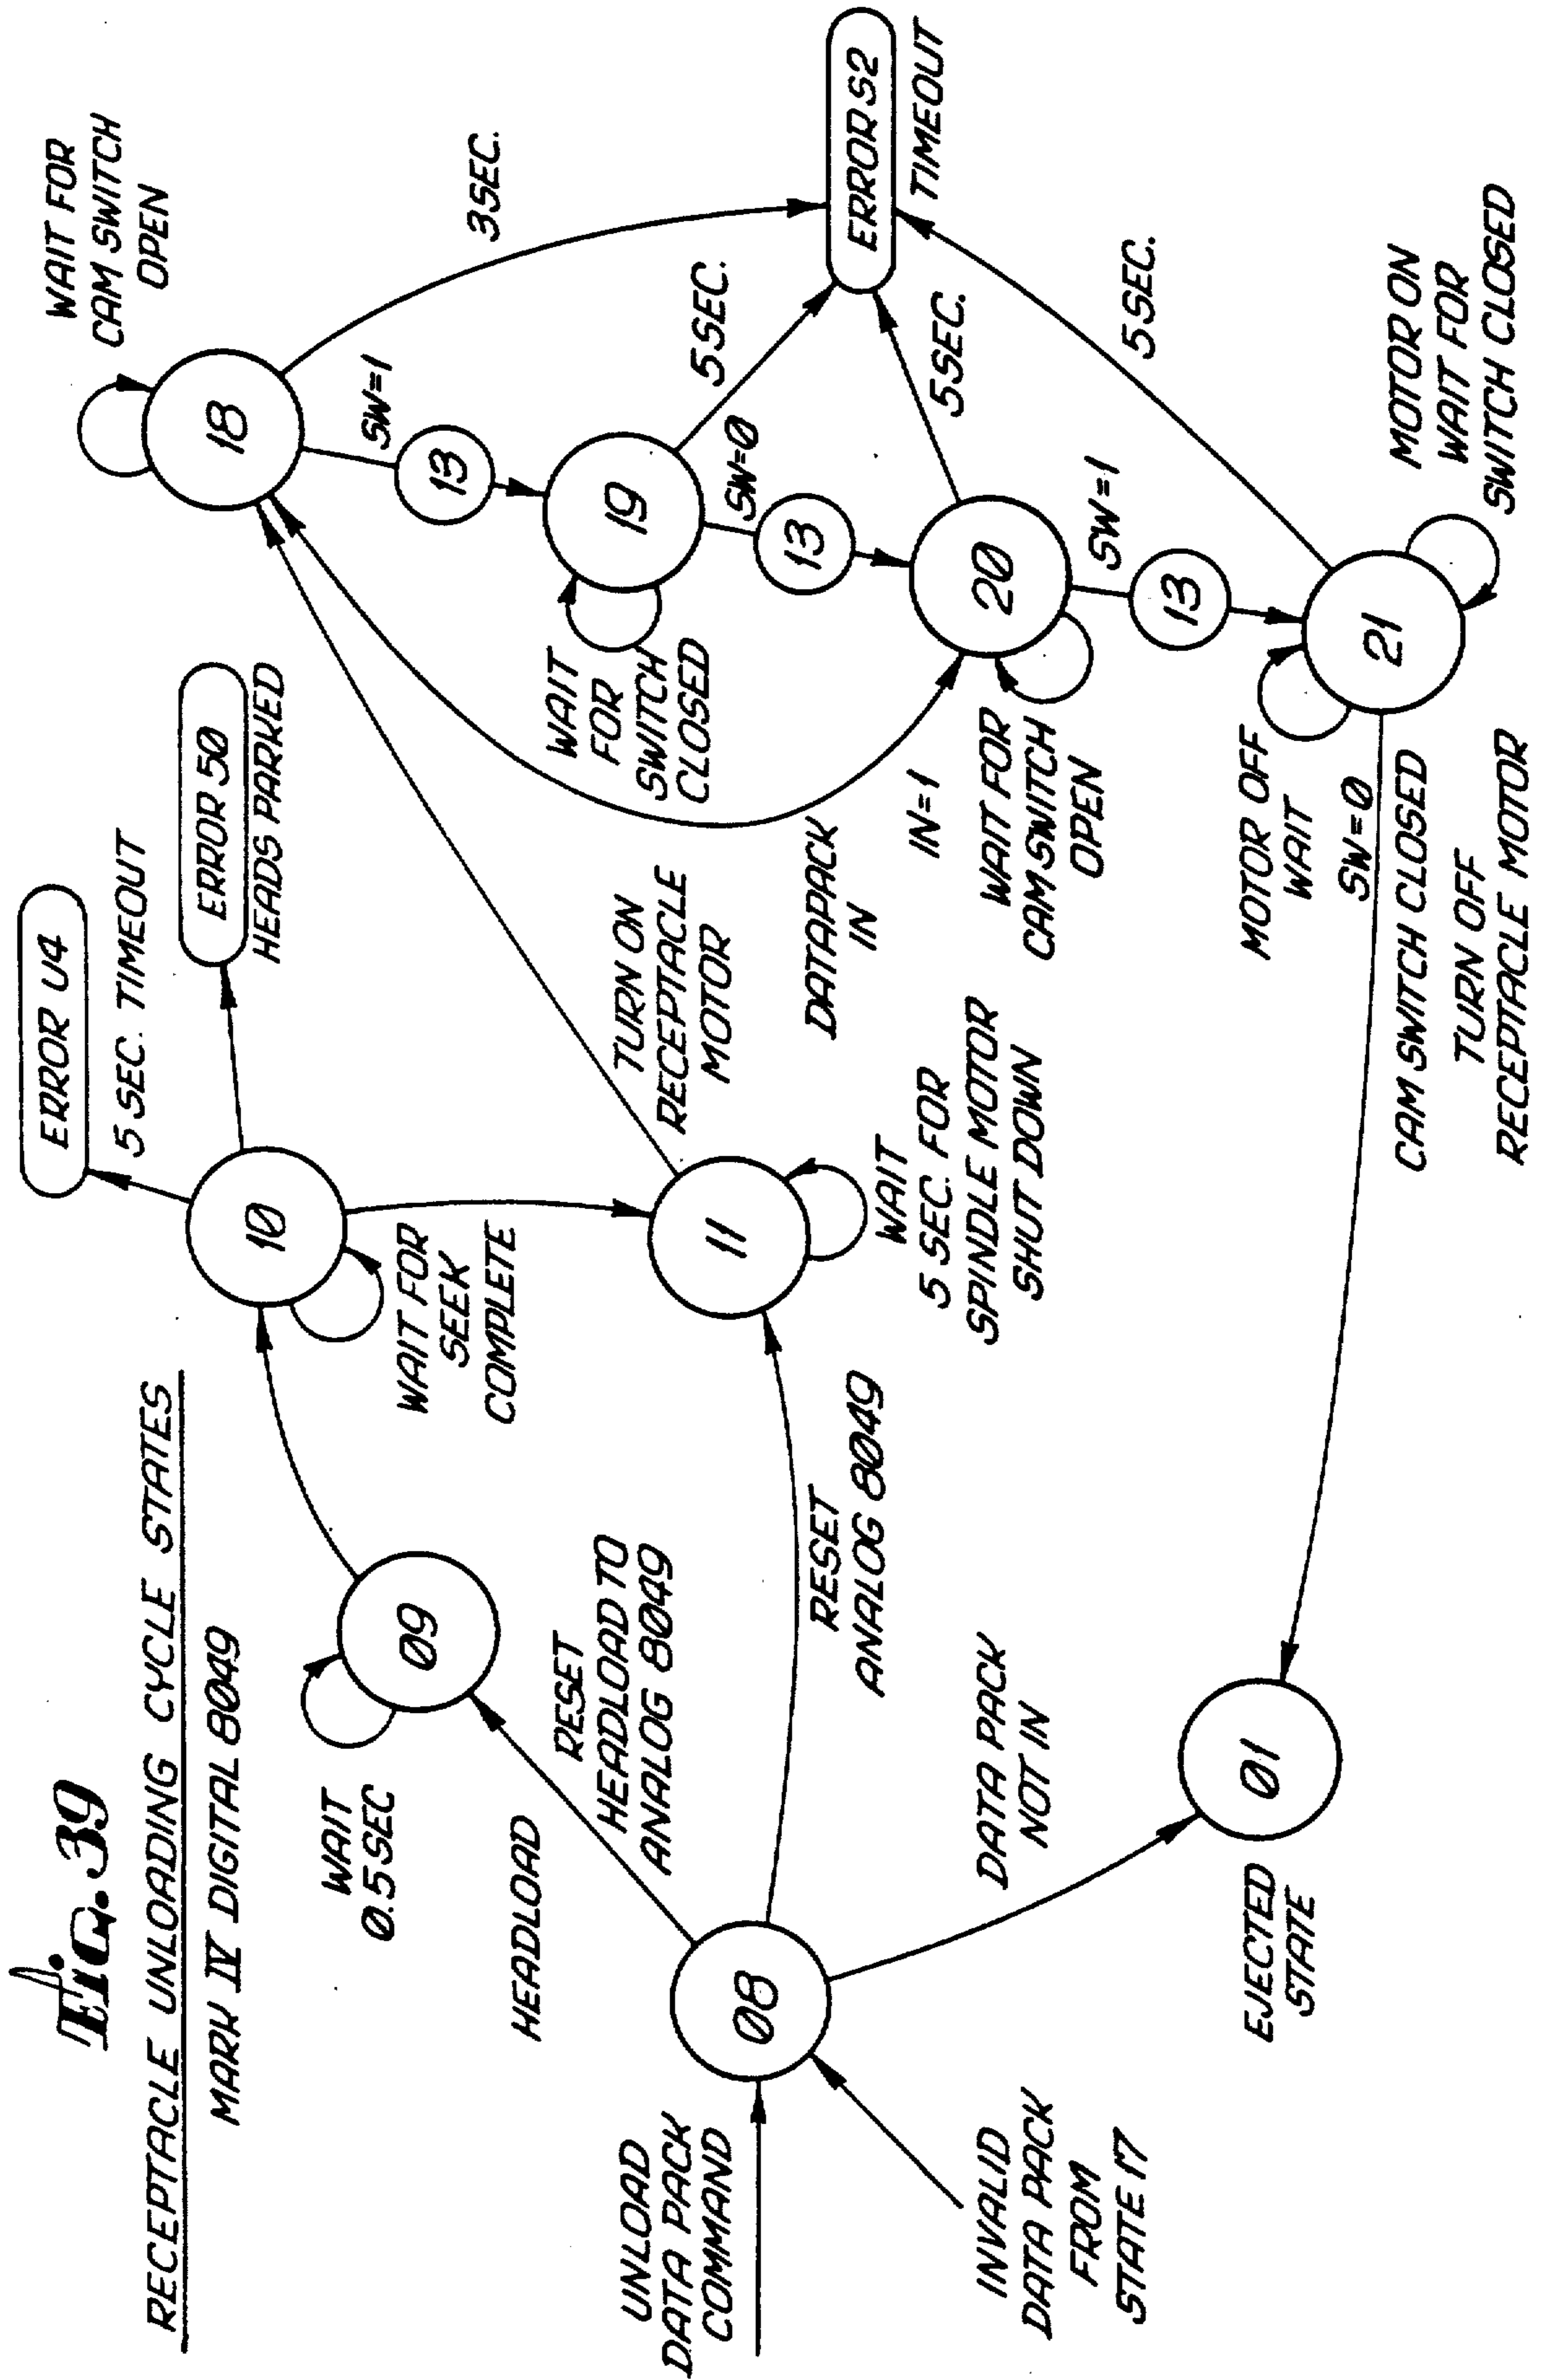 Fig. 39
RECEPTACLE UNLOADING CYCLE STATES
MARK IV DIGITAL 8049
ERROR U4
5 SEC. TIMEOUT
ERROR 50
HEADS PARKED
WAIT FOR
CAM SWITCH
OPEN
WAIT
0.5 SEC
09
10
18
3 SEC.
WAIT FOR
SEEK
COMPLETE
SW=1
13
HEADLOAD
RESET
HEADLOAD TO
ANALOG 8049
TURN ON
RECEPTACLE
MOTOR
WAIT
FOR
SWITCH
CLOSED
19
5 SEC.
UNLOAD
DATA PACK
COMMAND
08
11
SW=0
13
ERROR 52
TIMEOUT
RESET
ANALOG 8049
WAIT
5 SEC. FOR
SPINDLE MOTOR
SHUT DOWN
DATAPACK
IN
IN=1
20
5 SEC.
WAIT FOR
CAM SWITCH
OPEN
INVALID
DATA PACK
FROM
STATE 17
DATA PACK
NOT IN
SW=1
13
5 SEC.
EJECTED
STATE
01
MOTOR OFF
WAIT
SW=0
21
MOTOR ON
WAIT FOR
SWITCH CLOSED
CAM SWITCH CLOSED
TURN OFF
RECEPTACLE MOTOR